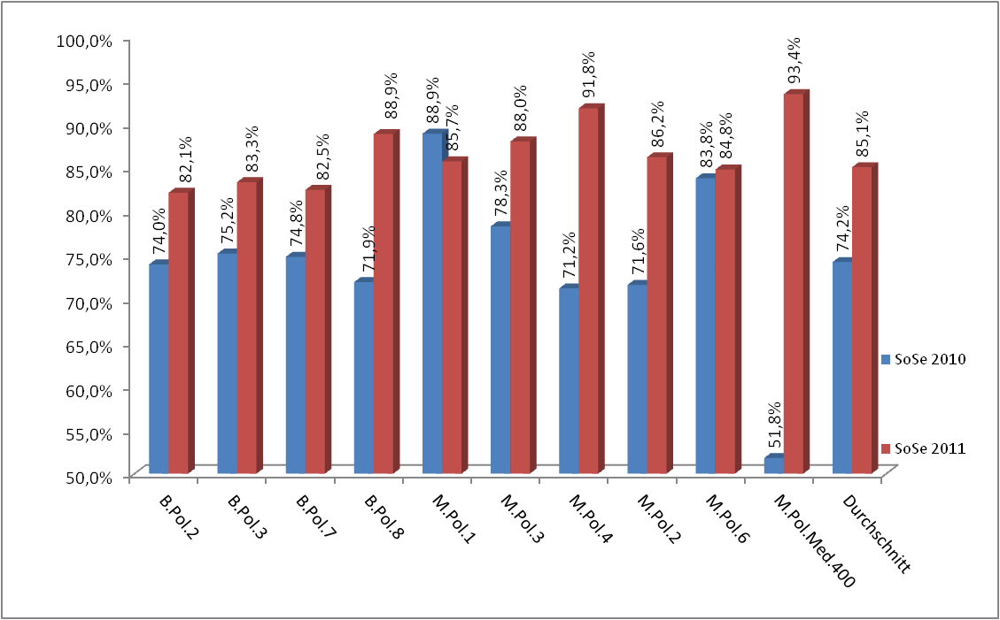 100,0%
95,0%
90,0%
85,0%
80,0%
75,0%
70,0%
65,0%
60,0%
55,0%
50,0%
74,0%
82,1%
75,2%
83,3%
74,8%
82,5%
71,9%
88,9%
88,9%
85,7%
78,3%
88,0%
71,2%
91,8%
71,6%
86,2%
83,8%
84,8%
51,8%
93,4%
74,2%
85,1%
B.Pol.2
B.Pol.3
B.Pol.7
B.Pol.8
M.Pol.1
M.Pol.3
M.Pol.4
M.Pol.2
M.Pol.6
M.Pol.Med.400
Durchschnitt
SoSe 2010
SoSe 2011